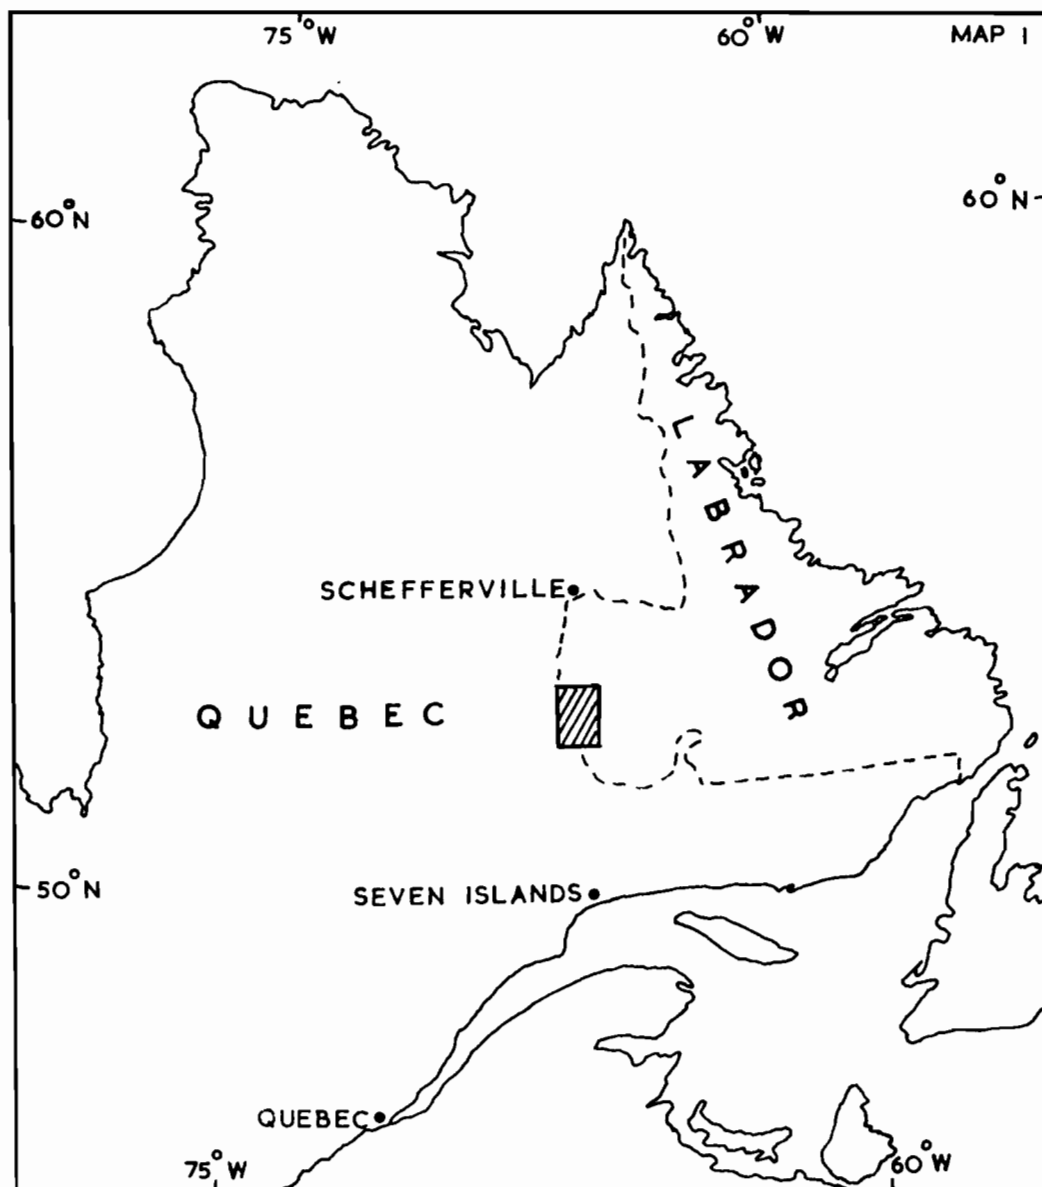 75°W 60°W MAP 1
60°N 60°N
LABRADOR
SCHEFFERVILLE
QUEBEC
50°N
SEVEN ISLANDS
QUEBEC
75°W 60°W